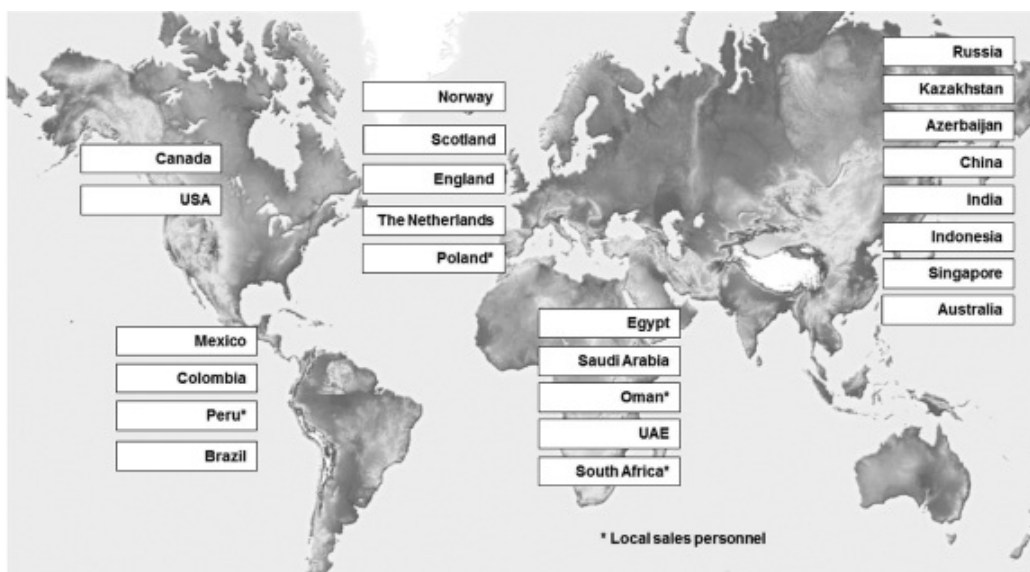 Canada
USA
Mexico
Colombia
Peru*
Brazil
Norway
Scotland
England
The Netherlands
Poland*
Egypt
Saudi Arabia
Oman*
UAE
South Africa*
Russia
Kazakhstan
Azerbaijan
China
India
Indonesia
Singapore
Australia
* Local sales personnel